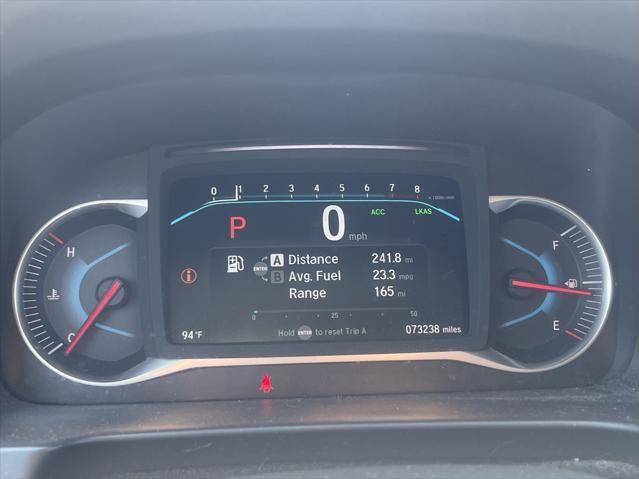 0 1 2 3 4 5 6 7 8
x1000r/min
P 0 mph
ACC LKAS
H
C
F
E
ENTER A Distance 241.8 mi
B Avg. Fuel 23.3 mpg
Range 165 mi
0 25 50
94°F Hold ENTER to reset Trip A 073238 miles